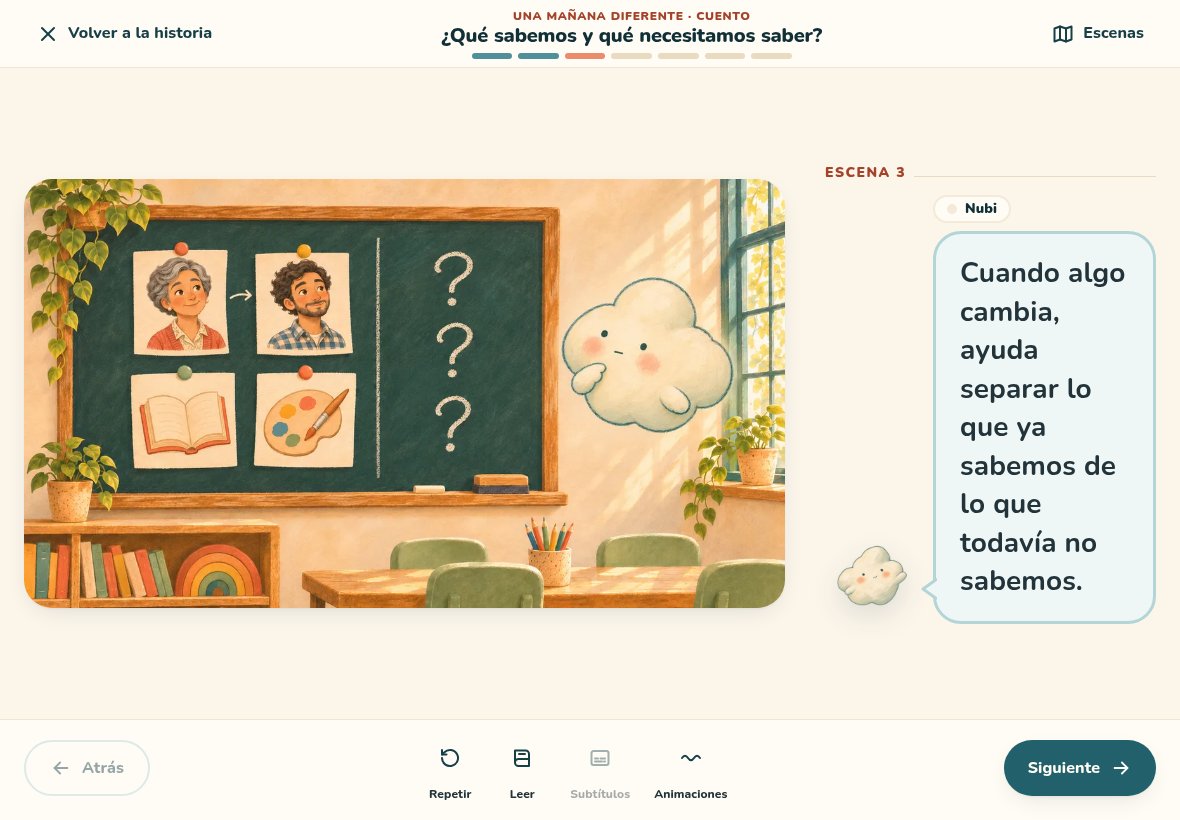 Volver a la historia
UNA MAÑANA DIFERENTE · CUENTO
¿Qué sabemos y qué necesitamos saber?
Escenas
? 
? 
? 
ESCENA 3
Nubi
Cuando algo
cambia,
ayuda
separar lo
que ya
sabemos de
lo que
todavía no
sabemos.
Atrás
Repetir
Leer
Subtítulos
Animaciones
Siguiente